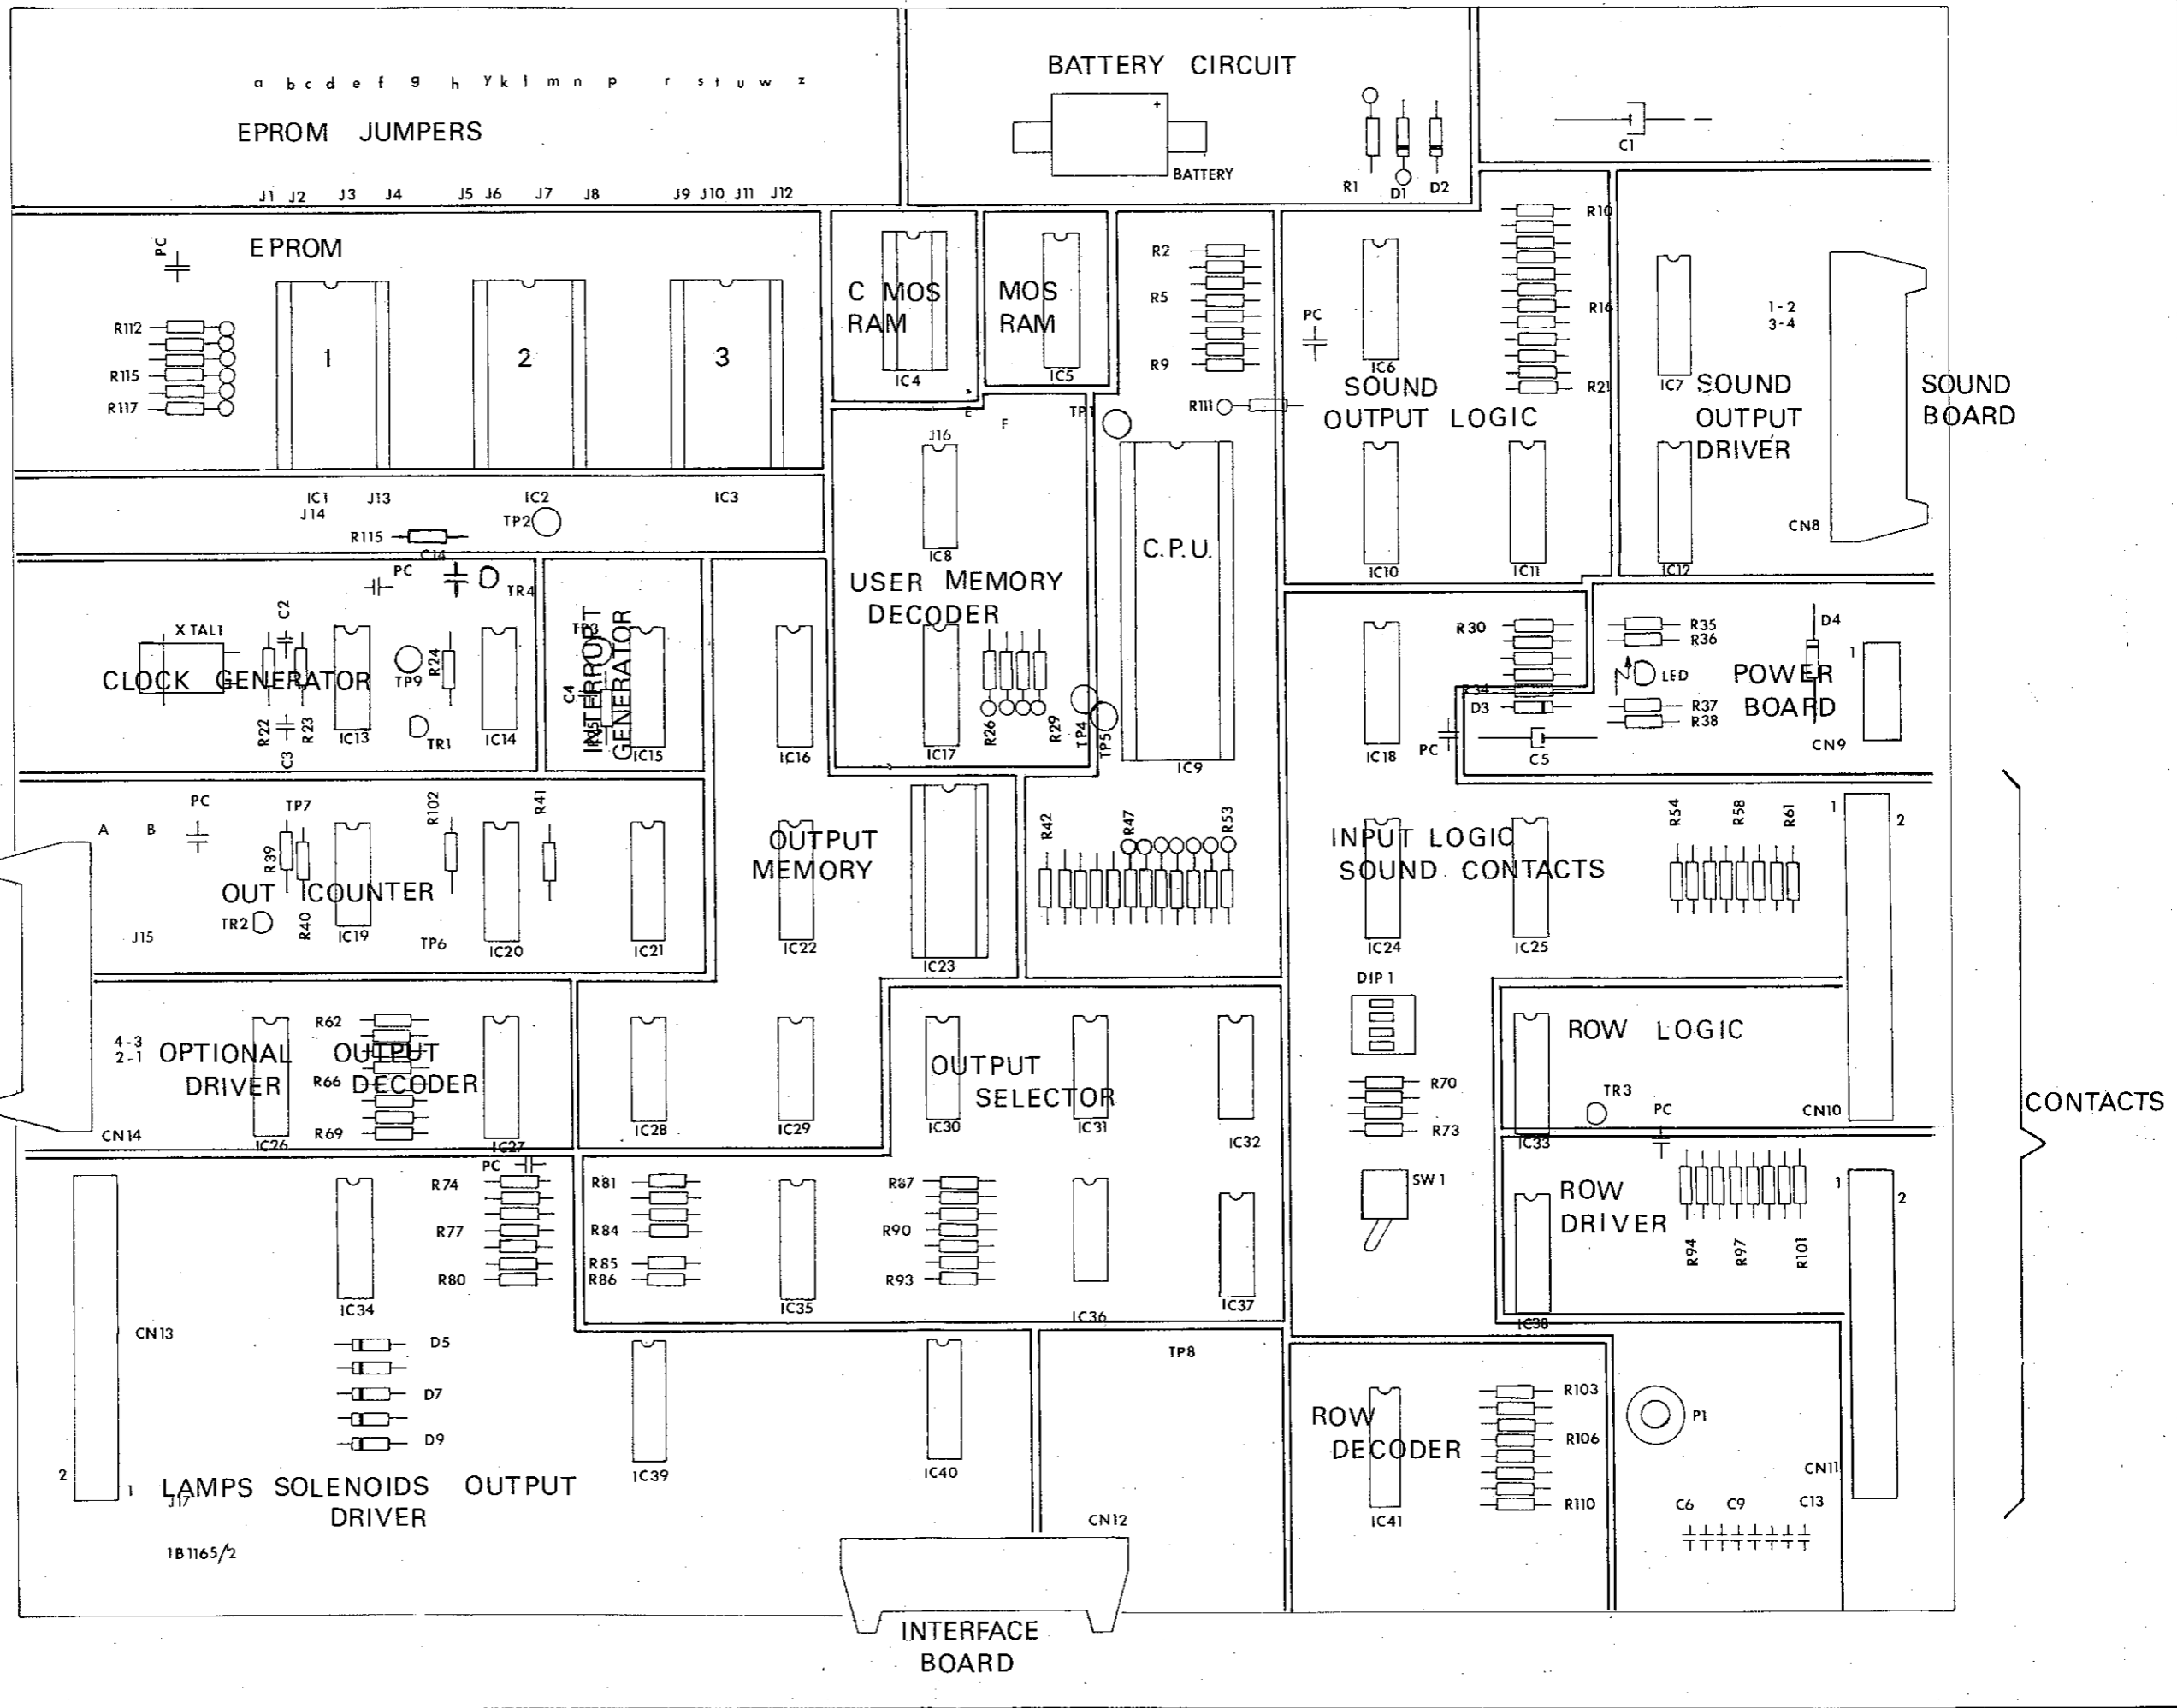 BATTERY CIRCUIT
a b c d e f g h y k l m n p r s t u w z
EPROM JUMPERS
+
BATTERY
R1 D1 D2
C1
J1 J2 J3 J4 J5 J6 J7 J8 J9 J10 J11 J12
PC
EPROM
R112
R115
R117
1 2 3
C MOS
RAM
IC4
MOS
RAM
IC5
R2
R5
R9
R111
PC
IC6
SOUND
OUTPUT LOGIC
R10
R16
R21
IC7
1-2
3-4
SOUND
OUTPUT
DRIVER
SOUND
BOARD
CN8
E
F
TP1
J16
IC1 J13 IC2 IC3
J14
TP2
R115
C14
IC8
C.P.U.
IC10 IC11 IC12
PC
TR4
USER MEMORY
DECODER
X TAL1
C2
CLOCK GENERATOR
R22
C3
R23
IC13
TP9
R24
TR1
IC14
TP3
INTERRUPT
GENERATOR
C4
IC15
IC16
IC17
R26
R29
TP4
TP5
IC9
IC18
R30
R34
D3
PC
C5
R35
R36
LED
R37
R38
D4
POWER
BOARD
1
CN9
A B
PC
TP7
R39
R40
R102
R41
OUT COUNTER
TR2
J15
IC19
TP6
IC20
IC21
OUTPUT
MEMORY
IC22
IC23
R42
R47
R53
INPUT LOGIC
SOUND CONTACTS
IC24 IC25
R54
R58
R61
1
2
DIP 1
4-3
2-1
OPTIONAL OUTPUT
DRIVER DECODER
R62
R66
R69
CN14
IC26
IC27
IC28
IC29
OUTPUT
SELECTOR
IC30
IC31
IC32
R70
R73
SW1
ROW LOGIC
TR3
PC
CN10
IC33
CONTACTS
PC
R74
R77
R80
R81
R84
R85
R86
R87
R90
R93
ROW
DRIVER
R94
R97
R101
1
2
IC34
IC35
IC36
IC37
IC38
CN13
D5
D7
D9
2
1
IC39
IC40
TP8
ROW
DECODER
R103
R106
R110
IC41
P1
CN11
C6 C9 C13
LAMPS SOLENOIDS OUTPUT
DRIVER
J17
1B1165/2
CN12
INTERFACE
BOARD